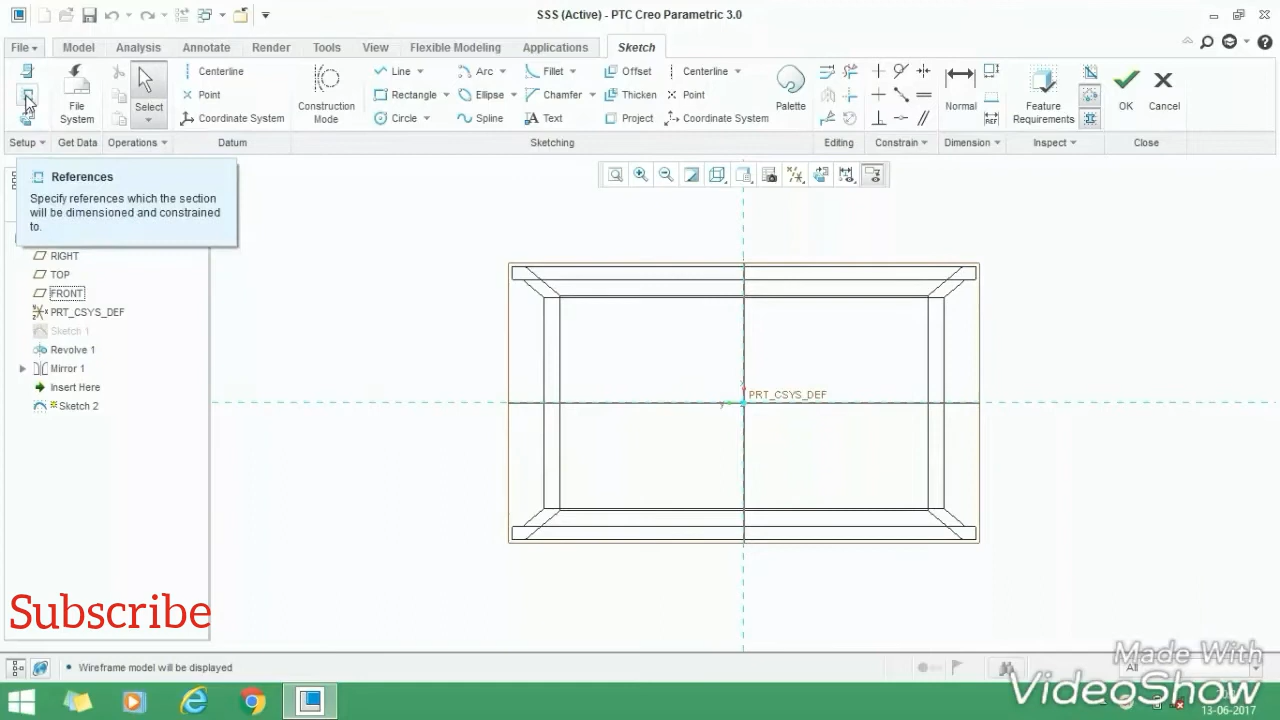 SSS (Active) - PTC Creo Parametric 3.0
File Model Analysis Annotate Render Tools View Flexible Modeling Applications Sketch
File System
Select
Centerline
Point
Coordinate System
Construction Mode
Line Arc Fillet Offset Centerline
Rectangle Ellipse Chamfer Thicken Point
Circle Spline Text Project Coordinate System
Palette
Normal
REF
Feature Requirements
OK Cancel
Setup Get Data Operations Datum Sketching Editing Constrain Dimension Inspect Close
References
Specify references which the section
will be dimensioned and constrained
to.
RIGHT
TOP
FRONT
PRT_CSYS_DEF
Sketch 1
Revolve 1
Mirror 1
Insert Here
Sketch 2
x
PRT_CSYS_DEF
y
Subscribe
Wireframe model will be displayed
All
Made With
VideoShow
13-06-2017